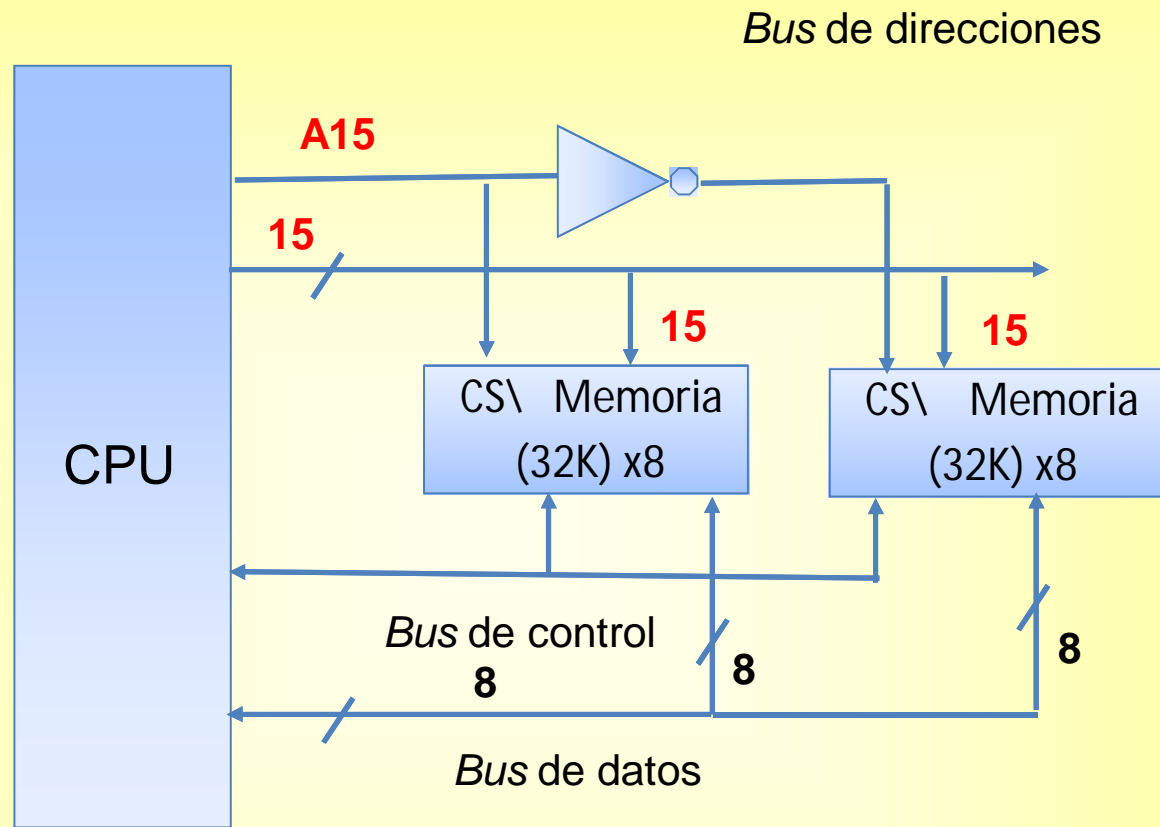 Bus de direcciones
A15
15
15
15
CS\ Memoria
(32K) x8
CS\ Memoria
(32K) x8
CPU
Bus de control
8
8
8
Bus de datos